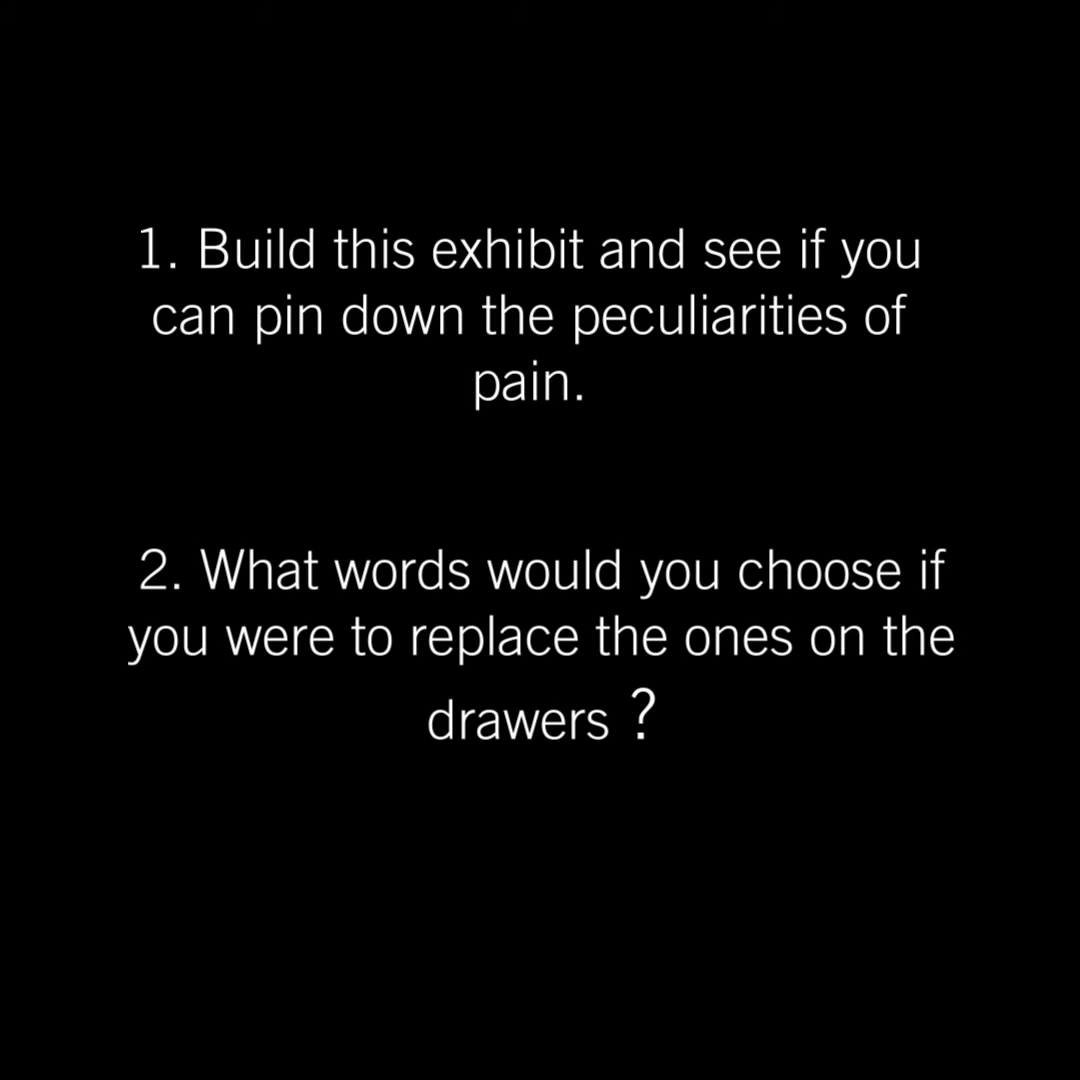 1. Build this exhibit and see if you
can pin down the peculiarities of
pain.
2. What words would you choose if
you were to replace the ones on the
drawers ?